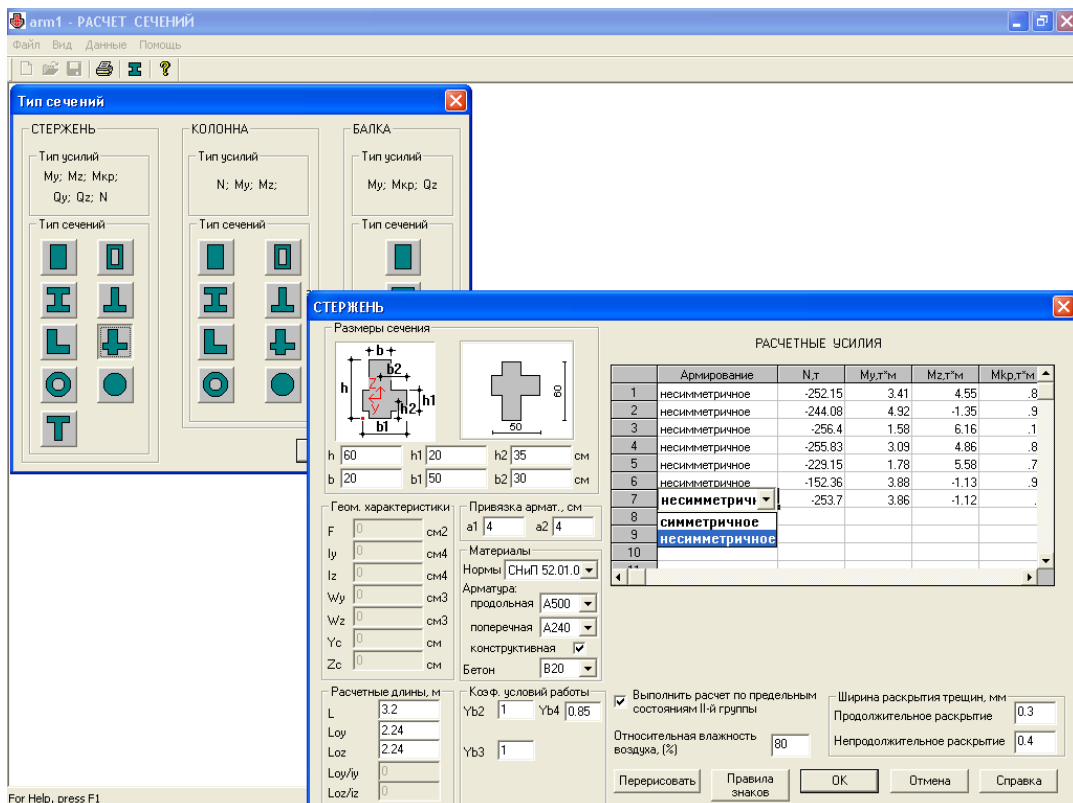 arm1 - РАСЧЕТ СЕЧЕНИЙ
Файл Вид Данные Помощь
Тип сечений
СТЕРЖЕНЬ
Тип усилий
My; Mz; Мкр;
Qy; Qz; N
Тип сечений
КОЛОННА
Тип усилий
N; My; Mz;
Тип сечений
БАЛКА
Тип усилий
My; Мкр; Qz
Тип сечений
СТЕРЖЕНЬ
Размеры сечения
b
b2
h
h1
h2
b1
Z
Y
60
50
h 60 h1 20 h2 35 см
b 20 b1 50 b2 30 см
Геом. характеристики
F 0 см2
Iy 0 см4
Iz 0 см4
Wy 0 см3
Wz 0 см3
Yc 0 см
Zc 0 см
Привязка армат., см
a1 4 a2 4
Материалы
Нормы СНиП 52.01.0
Арматура:
продольная А500
поперечная А240
конструктивная
Бетон В20
Расчетные длины, м
L 3.2
Loy 2.24
Loz 2.24
Loy/iy 0
Loz/iz 0
Коэф. условий работы
Yb2 1 Yb4 0.85
Yb3 1
РАСЧЕТНЫЕ УСИЛИЯ
Армирование N,т My,т*м Mz,т*м Мкр,т*м
1 несимметричное -252.15 3.41 4.55 .8
2 несимметричное -244.08 4.92 -1.35 .9
3 несимметричное -256.4 1.58 6.16 .1
4 несимметричное -255.83 3.09 4.86 .8
5 несимметричное -229.15 1.78 5.58 .7
6 несимметричное -152.36 3.88 -1.13 .9
7 несимметричн -253.7 3.86 -1.12 .
8 симметричное
9 несимметричное
10
Выполнить расчет по предельным
состояниям II-й группы
Относительная влажность
воздуха, (%) 80
Ширина раскрытия трещин, мм
Продолжительное раскрытие 0.3
Непродолжительное раскрытие 0.4
Перерисовать Правила знаков OK Отмена Справка
For Help, press F1